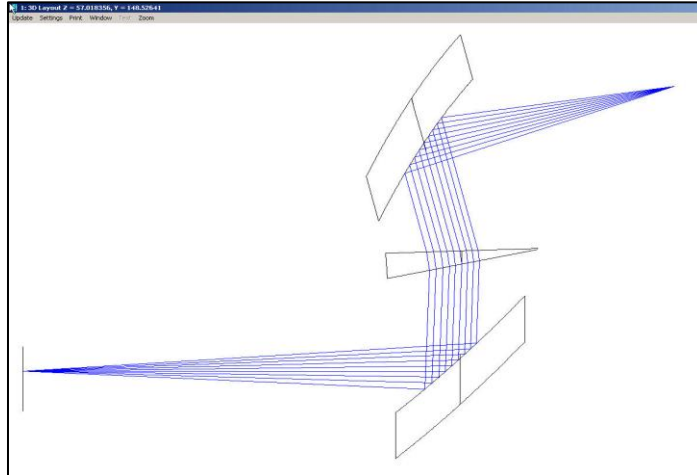 1: 3D Layout Z = 57.018356, Y = 148.52641
Update Settings Print Window Text Zoom